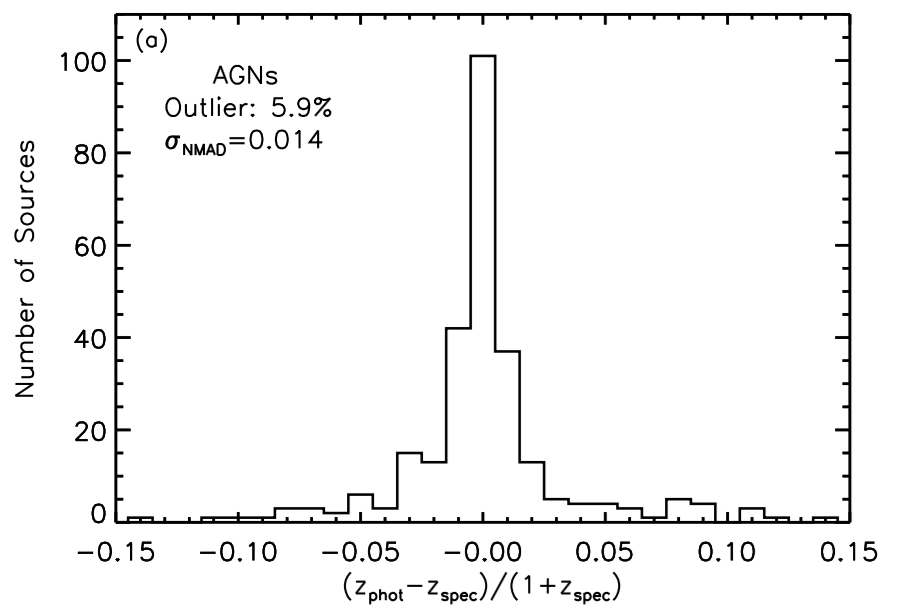 (a)
AGNs
Outlier: 5.9%
σNMAD=0.014
Number of Sources
100
80
60
40
20
0
−0.15 −0.10 −0.05 −0.00 0.05 0.10 0.15
(zphot−zspec)/(1+zspec)